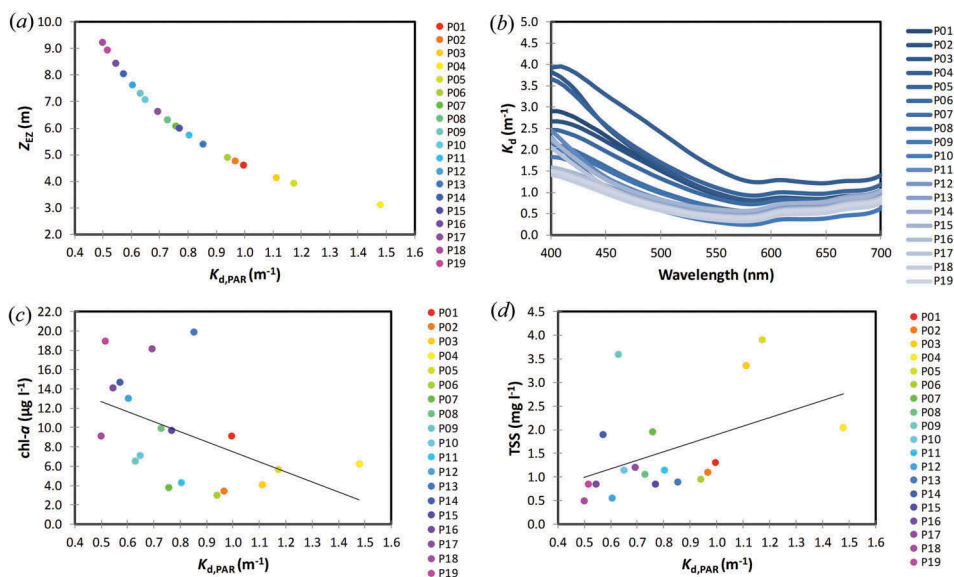 (a)
10.0
9.0
8.0
7.0
6.0
5.0
4.0
3.0
2.0
Z_EZ (m)
0.4 0.5 0.6 0.7 0.8 0.9 1.0 1.1 1.2 1.3 1.4 1.5 1.6
K_d,PAR (m⁻¹)
P01
P02
P03
P04
P05
P06
P07
P08
P09
P10
P11
P12
P13
P14
P15
P16
P17
P18
P19
(b)
5.0
4.5
4.0
3.5
3.0
2.5
2.0
1.5
1.0
0.5
0.0
K_d (m⁻¹)
400 450 500 550 600 650 700
Wavelength (nm)
P01
P02
P03
P04
P05
P06
P07
P08
P09
P10
P11
P12
P13
P14
P15
P16
P17
P18
P19
(c)
22.0
20.0
18.0
16.0
14.0
12.0
10.0
8.0
6.0
4.0
2.0
0.0
chl-a (µg l⁻¹)
0.4 0.5 0.6 0.7 0.8 0.9 1.0 1.1 1.2 1.3 1.4 1.5 1.6
K_d,PAR (m⁻¹)
P01
P02
P03
P04
P05
P06
P07
P08
P09
P10
P11
P12
P13
P14
P15
P16
P17
P18
P19
(d)
4.5
4.0
3.5
3.0
2.5
2.0
1.5
1.0
0.5
0.0
TSS (mg l⁻¹)
0.4 0.5 0.6 0.7 0.8 0.9 1.0 1.1 1.2 1.3 1.4 1.5 1.6
K_d,PAR (m⁻¹)
P01
P02
P03
P04
P05
P06
P07
P08
P09
P10
P11
P12
P13
P14
P15
P16
P17
P18
P19